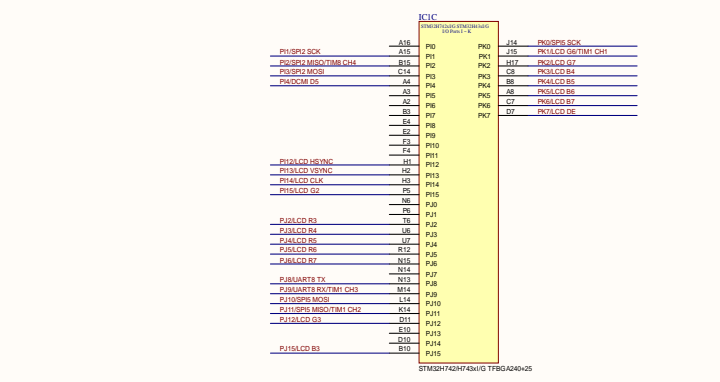 IC1C
STM32H742xI/G STM32H743xI/G
I/O Ports I - K
A16 PI0 PK0 J14 PK0/SPI5 SCK
PI1/SPI2 SCK A15 PI1 PK1 J15 PK1/LCD G6/TIM1 CH1
PI2/SPI2 MISO/TIM8 CH4 B15 PI2 PK2 H17 PK2/LCD G7
PI3/SPI2 MOSI C14 PI3 PK3 C8 PK3/LCD B4
PI4/DCMI D5 A4 PI4 PK4 B8 PK4/LCD B5
A3 PI5 PK5 A8 PK5/LCD B6
A2 PI6 PK6 C7 PK6/LCD B7
B3 PI7 PK7 D7 PK7/LCD DE
E4 PI8
E2 PI9
F3 PI10
F4 PI11
PI12/LCD HSYNC H1 PI12
PI13/LCD VSYNC H2 PI13
PI14/LCD CLK H3 PI14
PI15/LCD G2 P5 PI15
N6 PJ0
P6 PJ1
PJ2/LCD R3 T6 PJ2
PJ3/LCD R4 U6 PJ3
PJ4/LCD R5 U7 PJ4
PJ5/LCD R6 R12 PJ5
PJ6/LCD R7 N15 PJ6
N14 PJ7
PJ8/UART8 TX N13 PJ8
PJ9/UART8 RX/TIM1 CH3 M14 PJ9
PJ10/SPI5 MOSI L14 PJ10
PJ11/SPI5 MISO/TIM1 CH2 K14 PJ11
PJ12/LCD G3 D11 PJ12
E10 PJ13
D10 PJ14
PJ15/LCD B3 B10 PJ15
STM32H742/H743xI/G TFBGA240+25